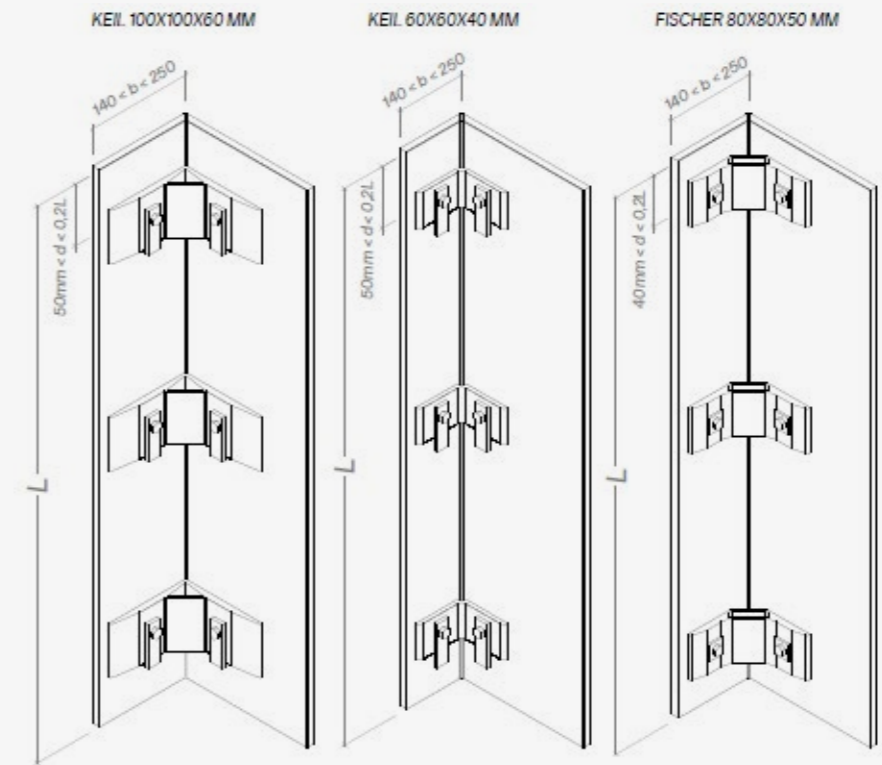 KEIL 100X100X60 MM
KEIL 60X60X40 MM
FISCHER 80X80X50 MM
140 < b < 250
140 < b < 250
140 < b < 250
50mm < d < 0,2L
50mm < d < 0,2L
40mm < d < 0,2L
L
L
L